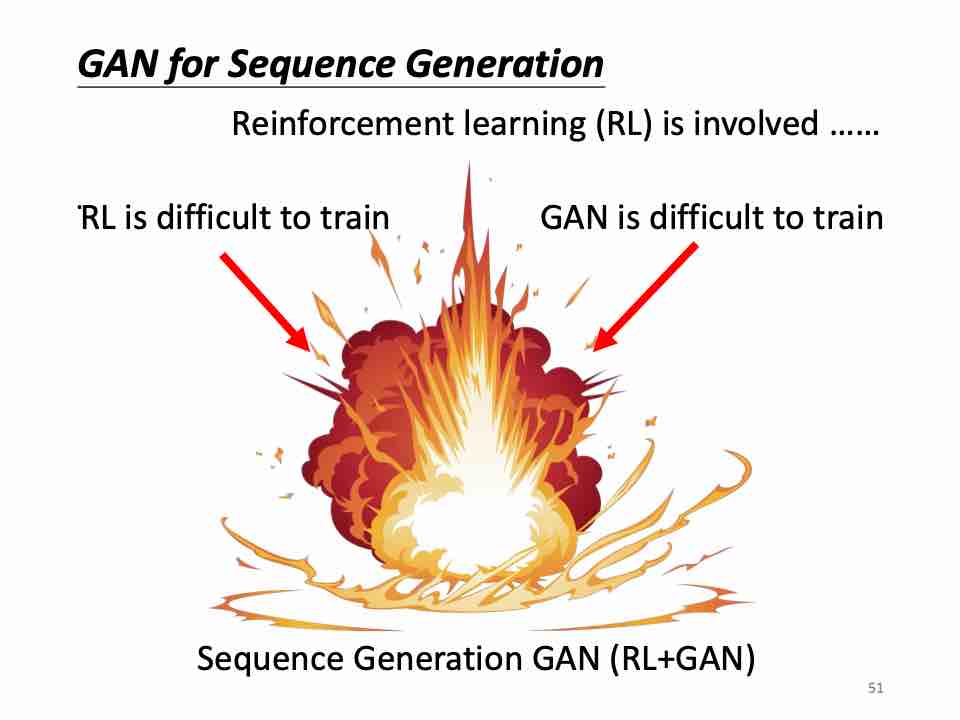 GAN for Sequence Generation
Reinforcement learning (RL) is involved ……
RL is difficult to train
GAN is difficult to train
Sequence Generation GAN (RL+GAN)
51